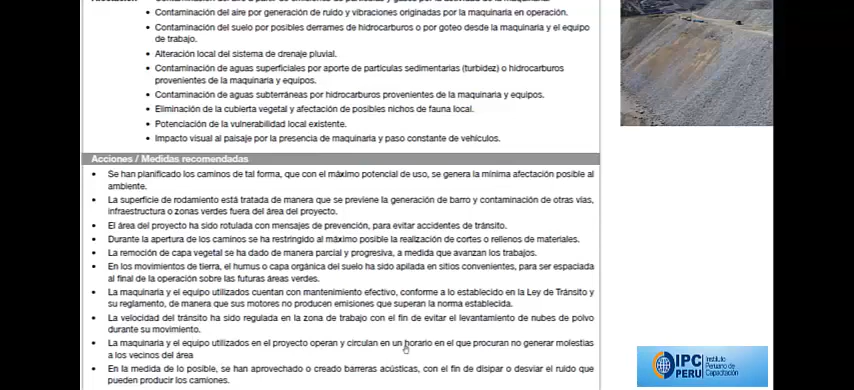 • Contaminación del aire por generación de ruido y vibraciones originadas por la maquinaria en operación.
• Contaminación del suelo por posibles derrames de hidrocarburos o por goteo desde la maquinaria y el equipo
de trabajo.
• Alteración local del sistema de drenaje pluvial.
• Contaminación de aguas superficiales por aporte de partículas sedimentarias (turbidez) o hidrocarburos
provenientes de la maquinaria y equipos.
• Contaminación de aguas subterráneas por hidrocarburos provenientes de la maquinaria y equipos.
• Eliminación de la cubierta vegetal y afectación de posibles nichos de fauna local.
• Potenciación de la vulnerabilidad local existente.
• Impacto visual al paisaje por la presencia de maquinaria y paso constante de vehículos.
Acciones / Medidas recomendadas
• Se han planificado los caminos de tal forma, que con el máximo potencial de uso, se genera la mínima afectación posible al
ambiente.
• La superficie de rodamiento está tratada de manera que se previene la generación de barro y contaminación de otras vías,
infraestructura o zonas verdes fuera del área del proyecto.
• El área del proyecto ha sido rotulada con mensajes de prevención, para evitar accidentes de tránsito.
• Durante la apertura de los caminos se ha restringido al máximo posible la realización de cortes o rellenos de materiales.
• La remoción de capa vegetal se ha dado de manera parcial y progresiva, a medida que avanzan los trabajos.
• En los movimientos de tierra, el humus o capa orgánica del suelo ha sido apilada en sitios convenientes, para ser espaciada
al final de la operación sobre las futuras áreas verdes.
• La maquinaria y el equipo utilizados cuentan con mantenimiento efectivo, conforme a lo establecido en la Ley de Tránsito y
su reglamento, de manera que sus motores no producen emisiones que superan la norma establecida.
• La velocidad del tránsito ha sido regulada en la zona de trabajo con el fin de evitar el levantamiento de nubes de polvo
durante su movimiento.
• La maquinaria y el equipo utilizados en el proyecto operan y circulan en un horario en el que procuran no generar molestias
a los vecinos del área
• En la medida de lo posible, se han aprovechado o creado barreras acústicas, con el fin de disipar o desviar el ruido que
pueden producir los camiones.
IPC PERU
Instituto
Peruano de
Capacitación